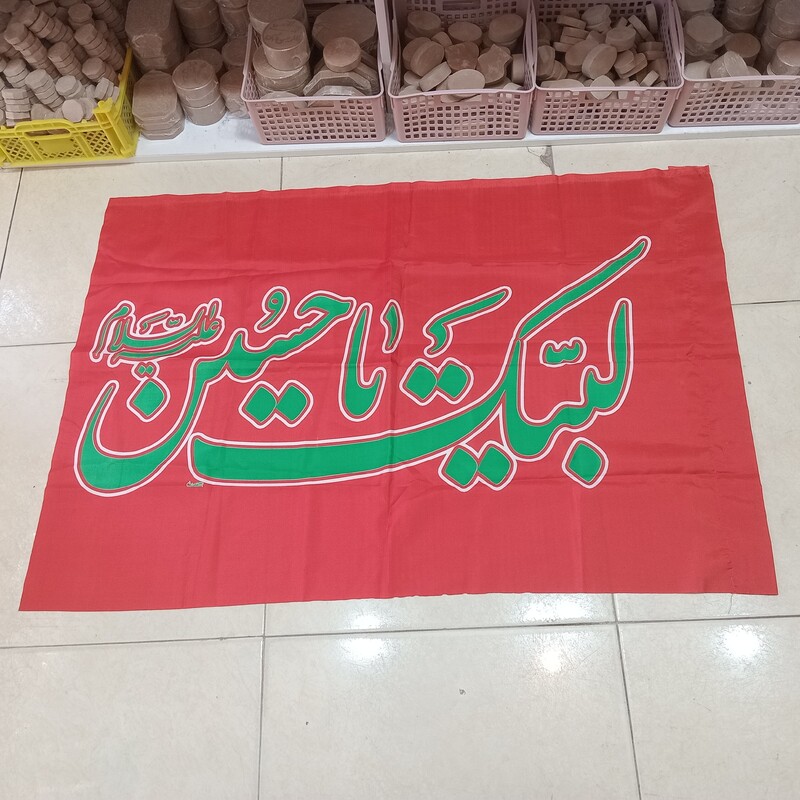 لبیک یا حسین علیه السلام